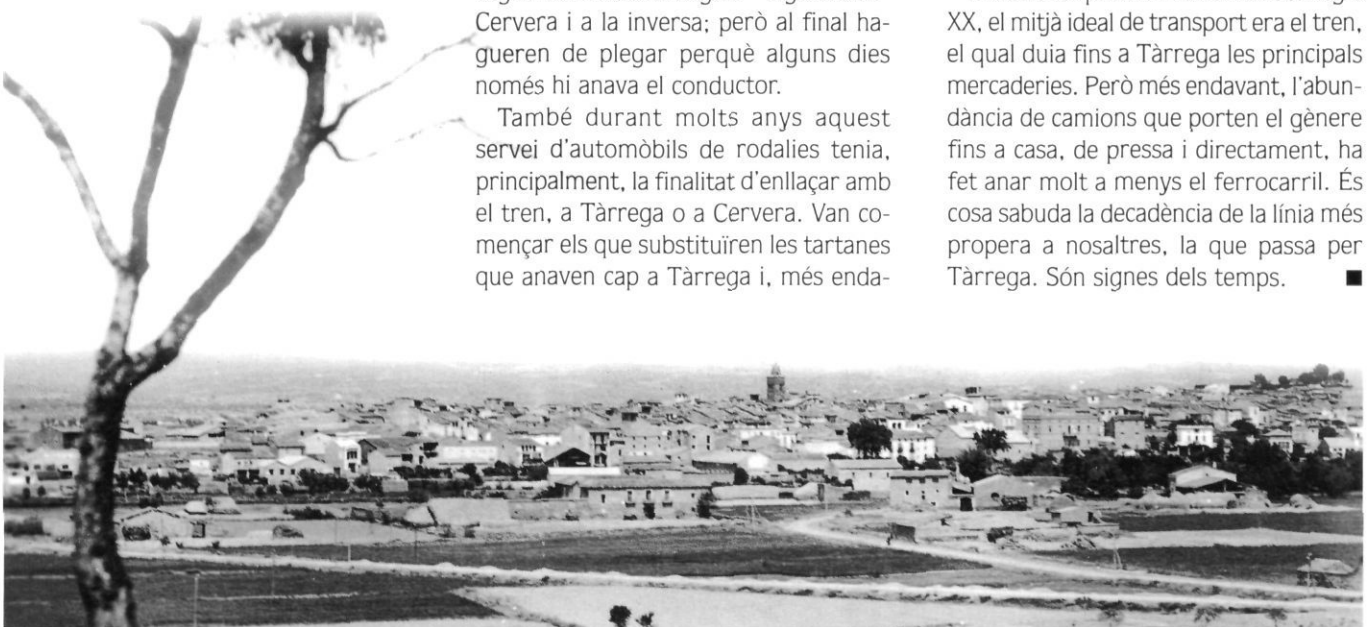 Cervera i a la inversa; però al final ha-
gueren de plegar perquè alguns dies
només hi anava el conductor.
També durant molts anys aquest
servei d'automòbils de rodalies tenia,
principalment, la finalitat d'enllaçar amb
el tren, a Tàrrega o a Cervera. Van co-
mençar els que substituïren les tartanes
que anaven cap a Tàrrega i, més enda-
XX, el mitjà ideal de transport era el tren,
el qual duia fins a Tàrrega les principals
mercaderies. Però més endavant, l'abun-
dància de camions que porten el gènere
fins a casa, de pressa i directament, ha
fet anar molt a menys el ferrocarril. És
cosa sabuda la decadència de la línia més
propera a nosaltres, la que passa per
Tàrrega. Són signes dels temps.